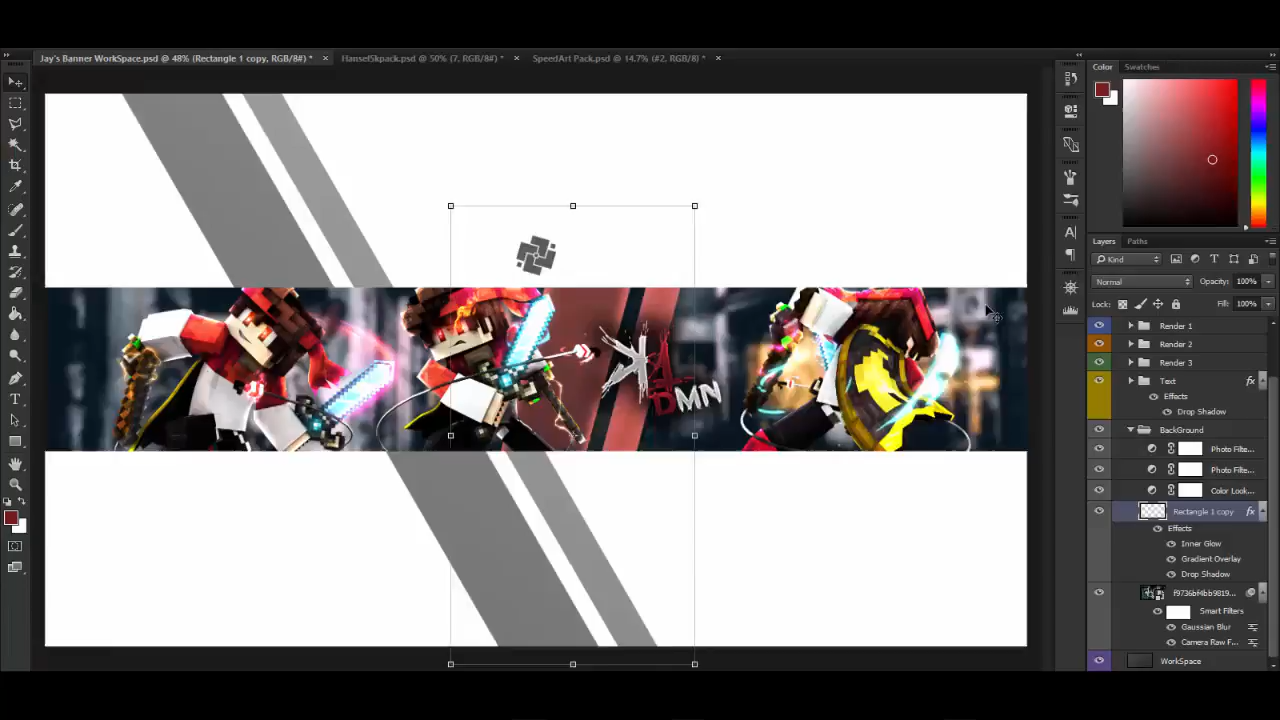 Jay's Banner WorkSpace.psd @ 48% (Rectangle 1 copy, RGB/8#) *
HanselSkpack.psd @ 50% (7, RGB/8#) *
SpeedArt Pack.psd @ 14.7% (#2, RGB/8) *
Color
Swatches
Layers
Paths
Kind
Normal
Opacity:
100%
Lock:
Fill:
100%
Render 1
Render 2
Render 3
Text
fx
Effects
Drop Shadow
BackGround
Photo Filte...
Photo Filte...
Color Look...
Rectangle 1 copy
fx
Effects
Inner Glow
Gradient Overlay
Drop Shadow
f9736bf4bb9819...
Smart Filters
Gaussian Blur
Camera Raw F...
WorkSpace
DMN